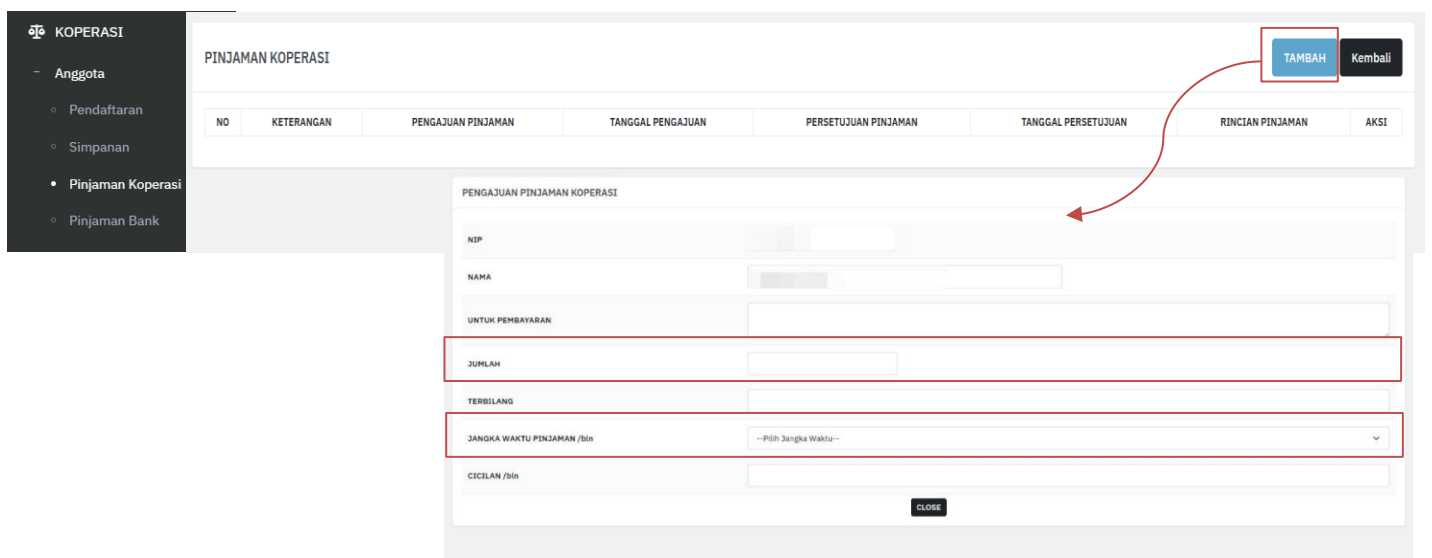 KOPERASI
Anggota
Pendaftaran
Simpanan
Pinjaman Koperasi
Pinjaman Bank
PINJAMAN KOPERASI
TAMBAH Kembali
NO KETERANGAN PENGAJUAN PINJAMAN TANGGAL PENGAJUAN PERSETUJUAN PINJAMAN TANGGAL PERSETUJUAN RINCIAN PINJAMAN AKSI
PENGAJUAN PINJAMAN KOPERASI
NIP
NAMA
UNTUK PEMBAYARAN
JUMLAH
TERBILANG
JANGKA WAKTU PINJAMAN /bln --Pilih Jangka Waktu--
CICILAN /bln
CLOSE